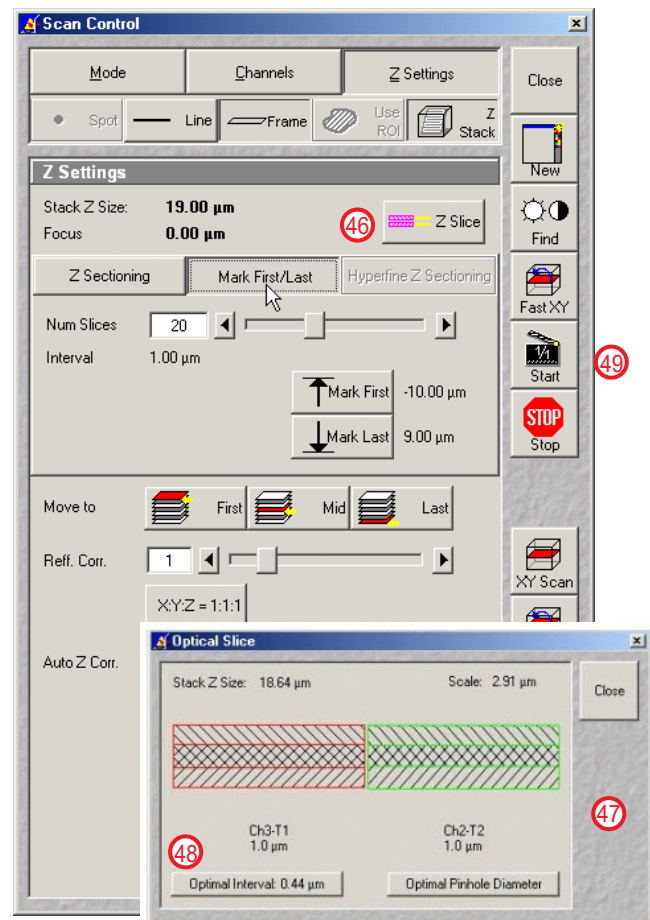 Scan Control
Mode Channels Z Settings Close
Spot Line Frame Use ROI Z Stack
New
Z Settings
Stack Z Size: 19.00 µm
46 Z Slice
Focus 0.00 µm
Find
Z Sectioning Mark First/Last Hyperfine Z Sectioning
Fast XY
Num Slices 20
Interval 1.00 µm
1/1
Start 49
Mark First -10.00 µm
STOP
Mark Last 9.00 µm
Stop
Move to First Mid Last
Reff. Corr. 1
XY Scan
X:Y:Z = 1:1:1
Auto Z Corr.
Optical Slice
Stack Z Size: 18.64 µm Scale: 2.91 µm Close
47
Ch3-T1 Ch2-T2
1.0 µm 1.0 µm
48
Optimal Interval: 0.44 µm Optimal Pinhole Diameter